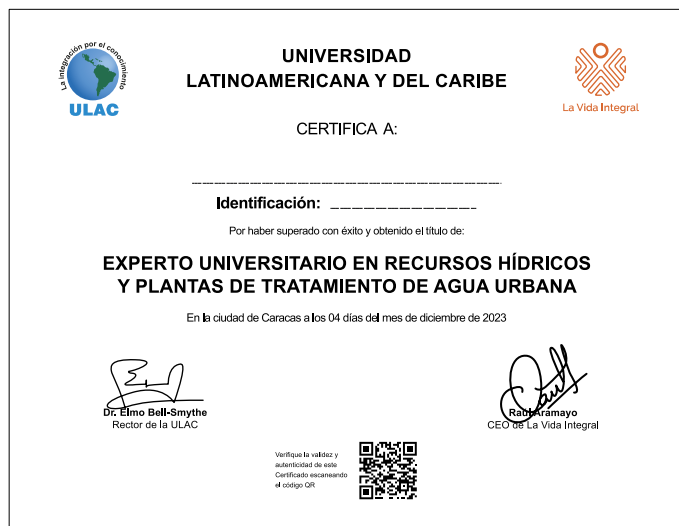 La integración por el conocimiento
ULAC
UNIVERSIDAD
LATINOAMERICANA Y DEL CARIBE
La Vida Integral
CERTIFICA A:
Identificación:
Por haber superado con éxito y obtenido el título de:
EXPERTO UNIVERSITARIO EN RECURSOS HÍDRICOS
Y PLANTAS DE TRATAMIENTO DE AGUA URBANA
En la ciudad de Caracas a los 04 días del mes de diciembre de 2023
Dr. Elmo Bell-Smythe
Rector de la ULAC
Raul Aramayo
CEO de La Vida Integral
Verifique la validez y
autenticidad de este
Certificado escaneando
el código QR